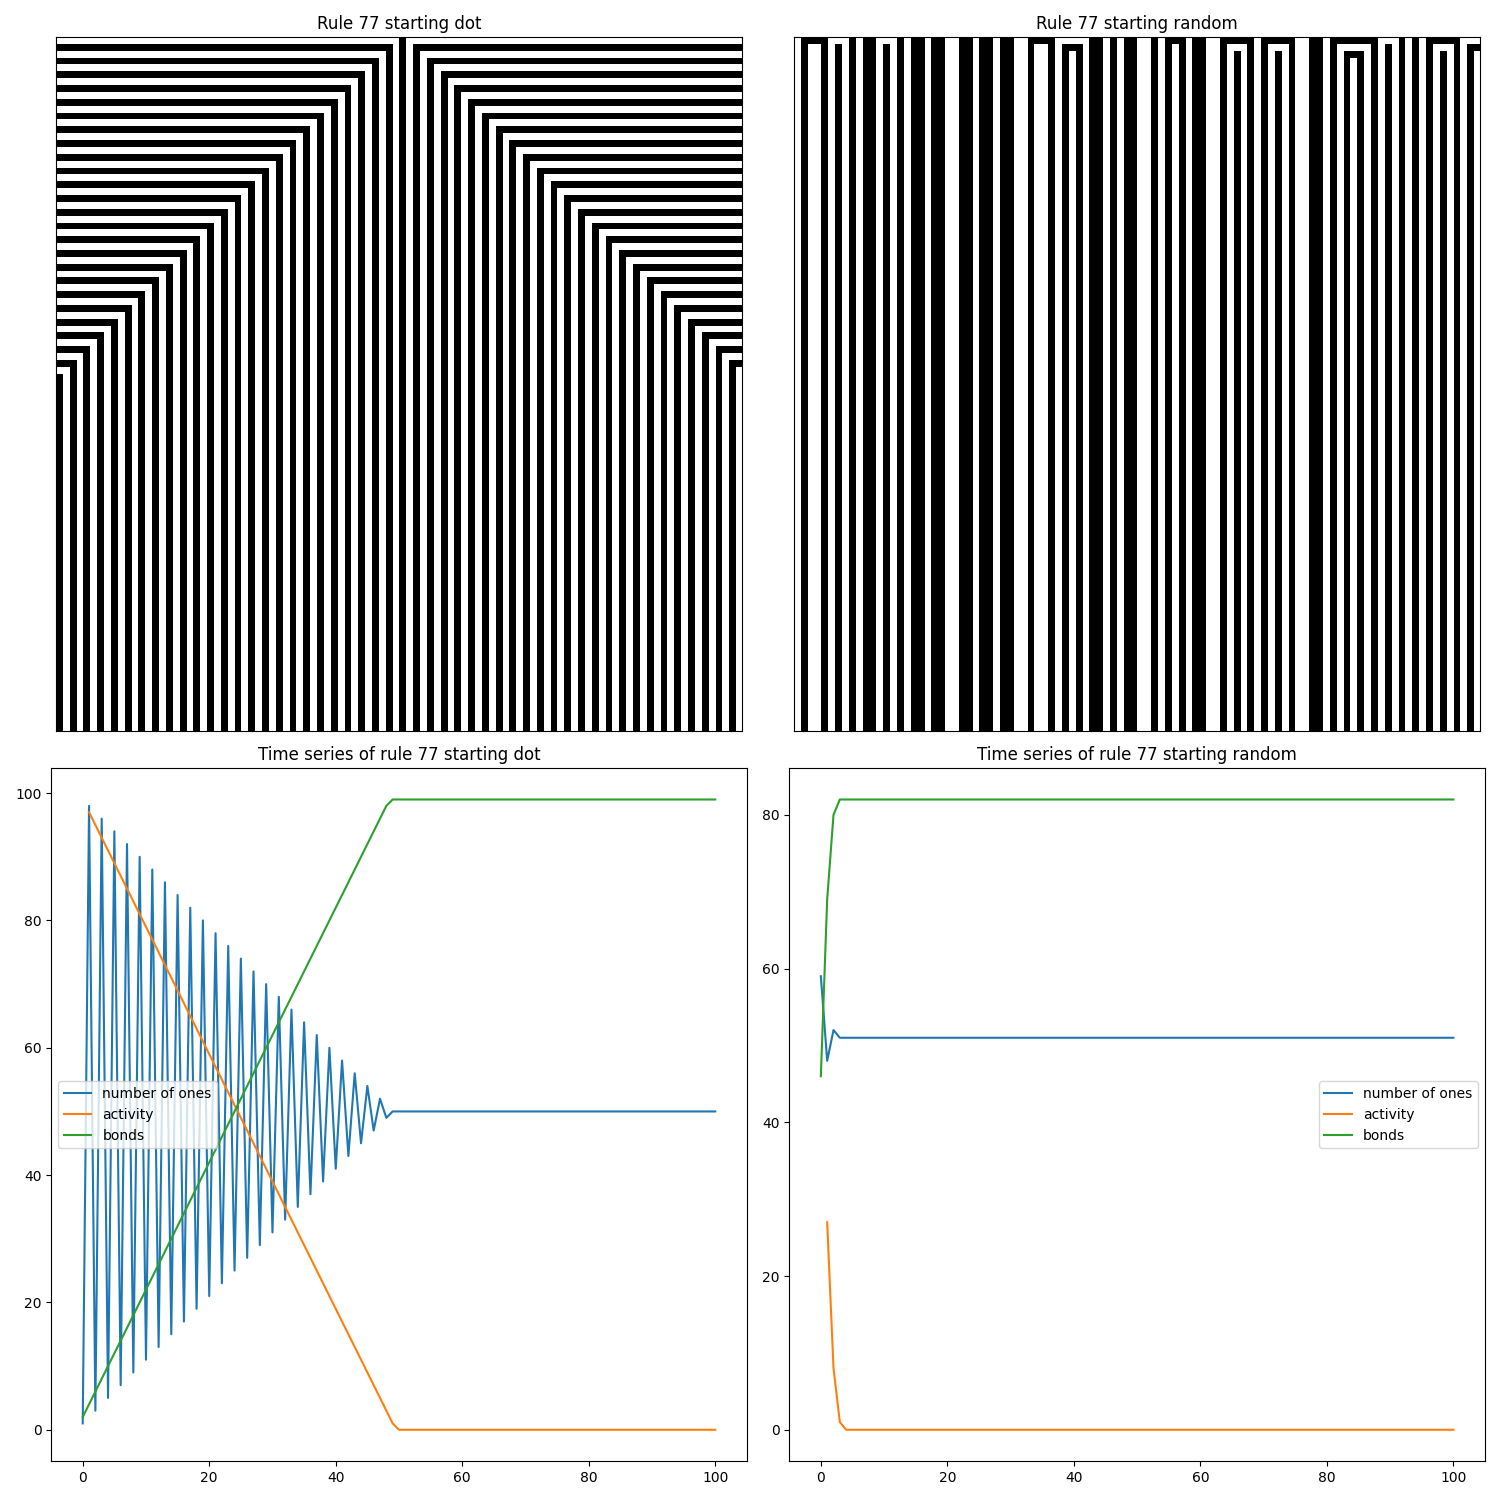 Rule 77 starting dot
Rule 77 starting random
Time series of rule 77 starting dot
100
80
60
40
20
0
number of ones
activity
bonds
0 20 40 60 80 100
Time series of rule 77 starting random
80
60
40
20
0
number of ones
activity
bonds
0 20 40 60 80 100